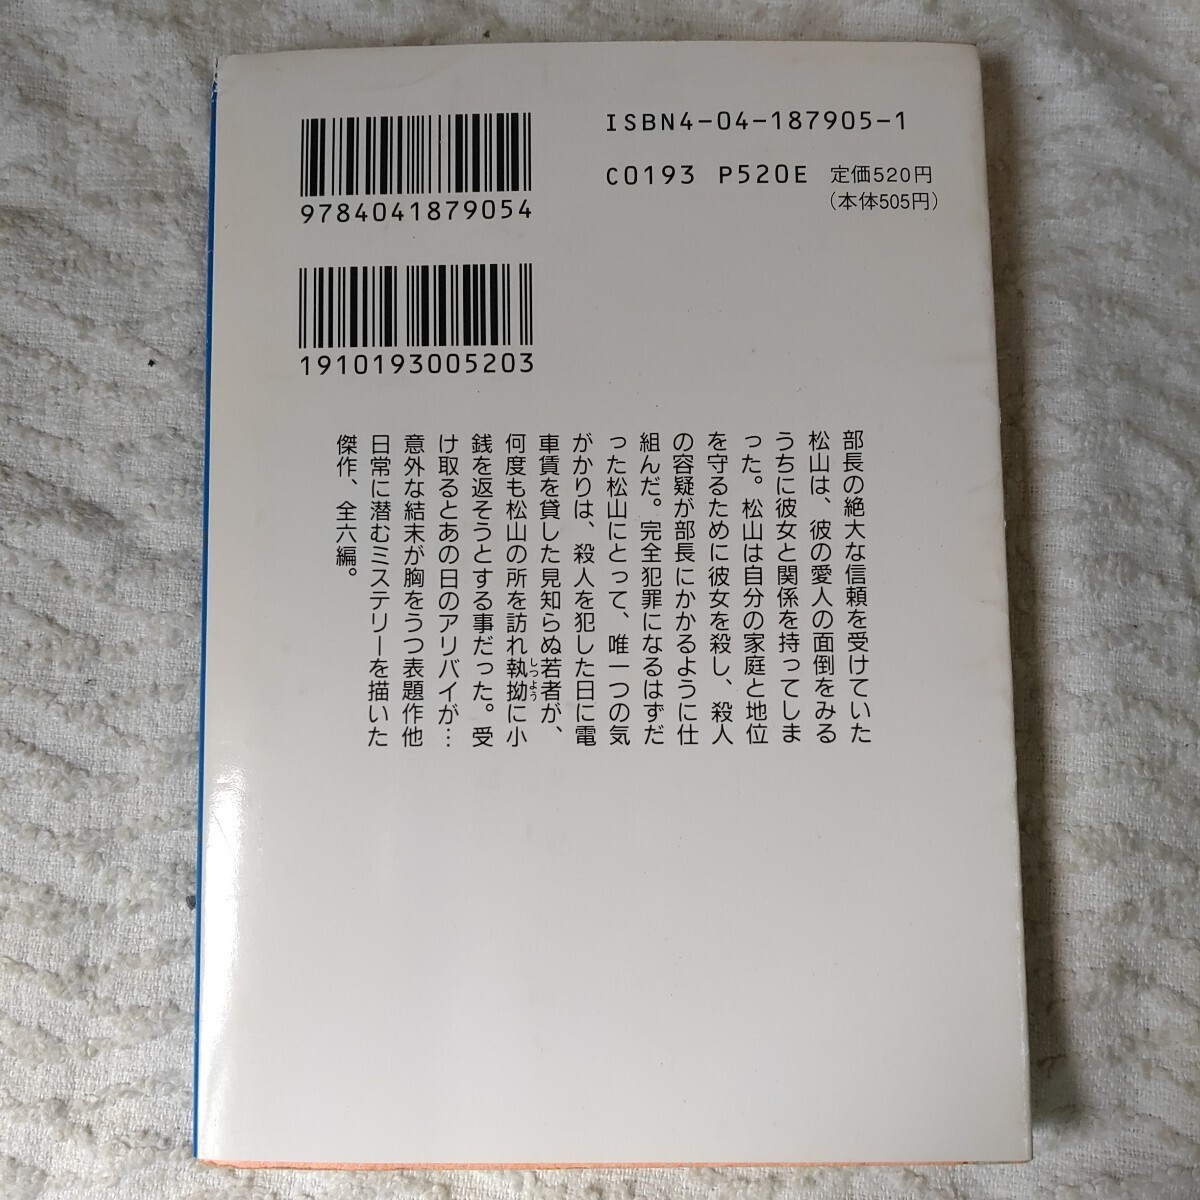 ISBN4-04-187905-1
C0193 P520E 定価520円
(本体505円)
9784041879054
1910193005203
部長の絶大な信頼を受けていた
松山は、彼の愛人の面倒をみる
うちに彼女と関係を持ってしま
った。松山は自分の家庭と地位
を守るために彼女を殺し、殺人
の容疑が部長にかかるように仕
組んだ。完全犯罪になるはずだ
った松山にとって、唯一つの気
がかりは、殺人を犯した日に電
車賃を貸した見知らぬ若者が、
何度も松山の所を訪れ執拗に小
しつよう
銭を返そうとする事だった。受
け取るとあの日のアリバイが…
意外な結末が胸をうつ表題作他
日常に潜むミステリーを描いた
傑作、全六編。